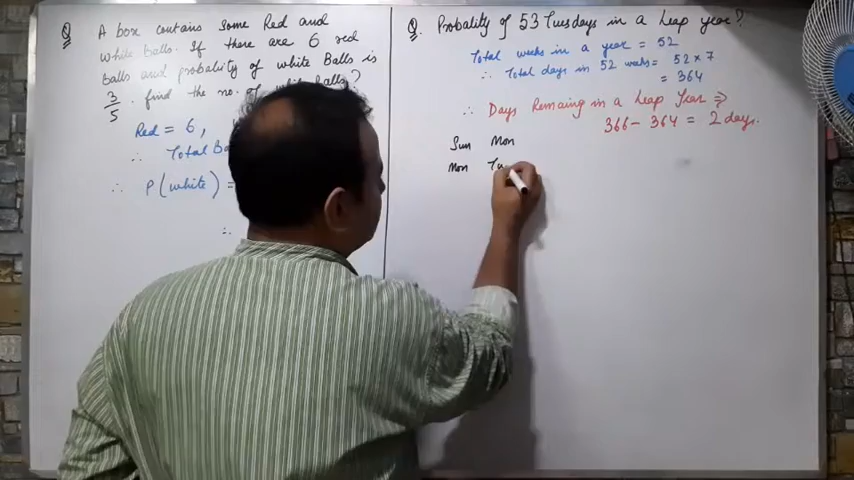 Q A box contains some Red and
white balls. If there are 6 red
balls and probality of white Balls is
3/5. find the no. of
Red = 6,
∴ Total Ba
∴ P(white) =
∴
Q. Probality of 53 Tuesdays in a Leap year?
Total weeks in a year = 52
∴ Total days in 52 weeks = 52 x 7
= 364
∴ Days Remaing in a Leap Year ⇒
366 - 364 = 2 days.
Sun Mon
Mon Tu